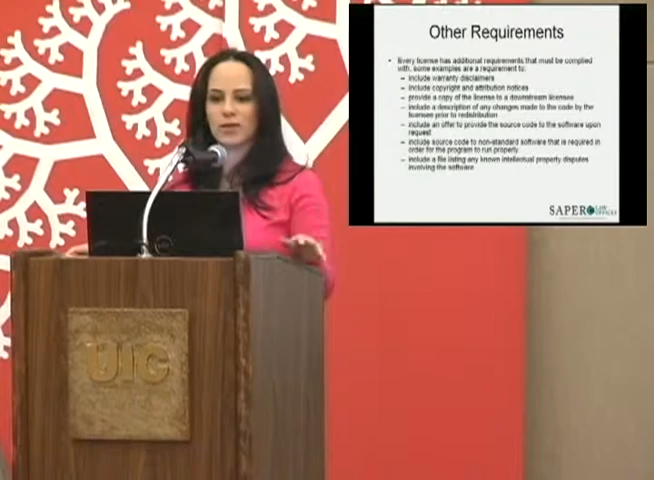 Other Requirements
• Every license has additional requirements that must be complied
with, some examples are a requirement to:
– include warranty disclaimers
– include copyright and attribution notices
– provide a copy of the license to a downstream licensee
– include a description of any changes made to the code by the
licensee prior to redistribution
– include an offer to provide the source code to the software upon
request
– include source code to non-standard software that is required in
order for the program to run properly
– include a file listing any known intellectual property disputes
involving the software
SAPER LAW
OFFICES
UIC